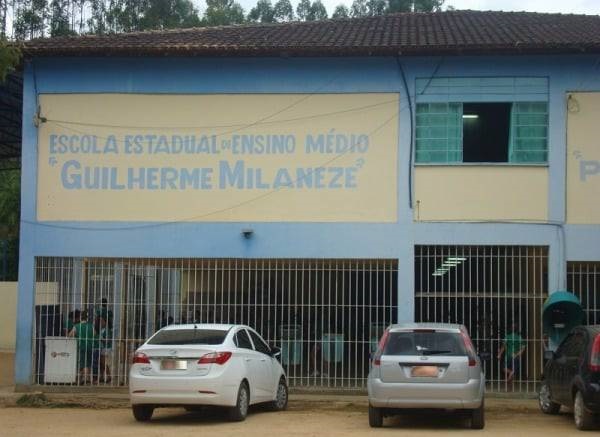 ESCOLA ESTADUAL DE ENSINO MÉDIO
"GUILHERME MILANEZE"
"P